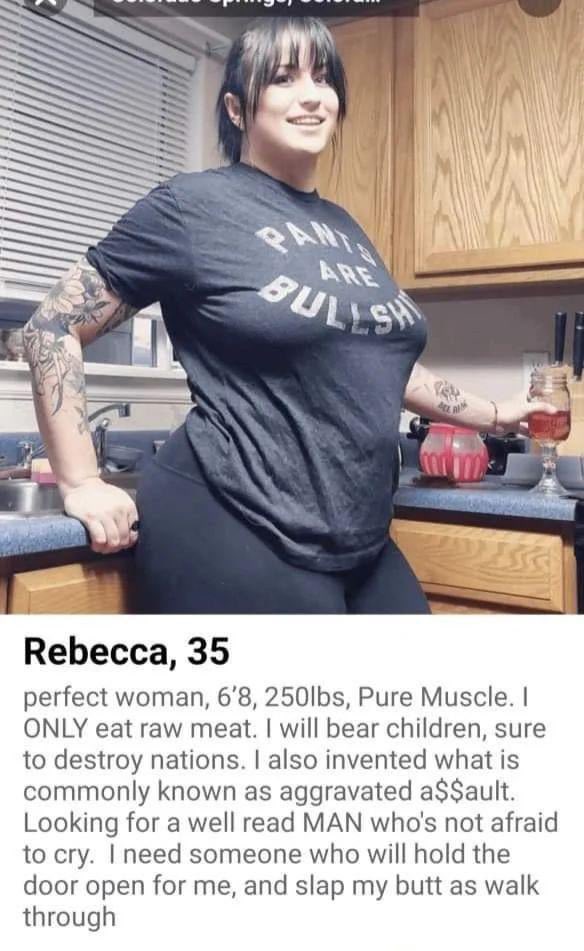 PANTS
ARE
BULLSHI
Rebecca, 35
perfect woman, 6'8, 250lbs, Pure Muscle. I
ONLY eat raw meat. I will bear children, sure
to destroy nations. I also invented what is
commonly known as aggravated a$$ault.
Looking for a well read MAN who's not afraid
to cry.  I need someone who will hold the
door open for me, and slap my butt as walk
through